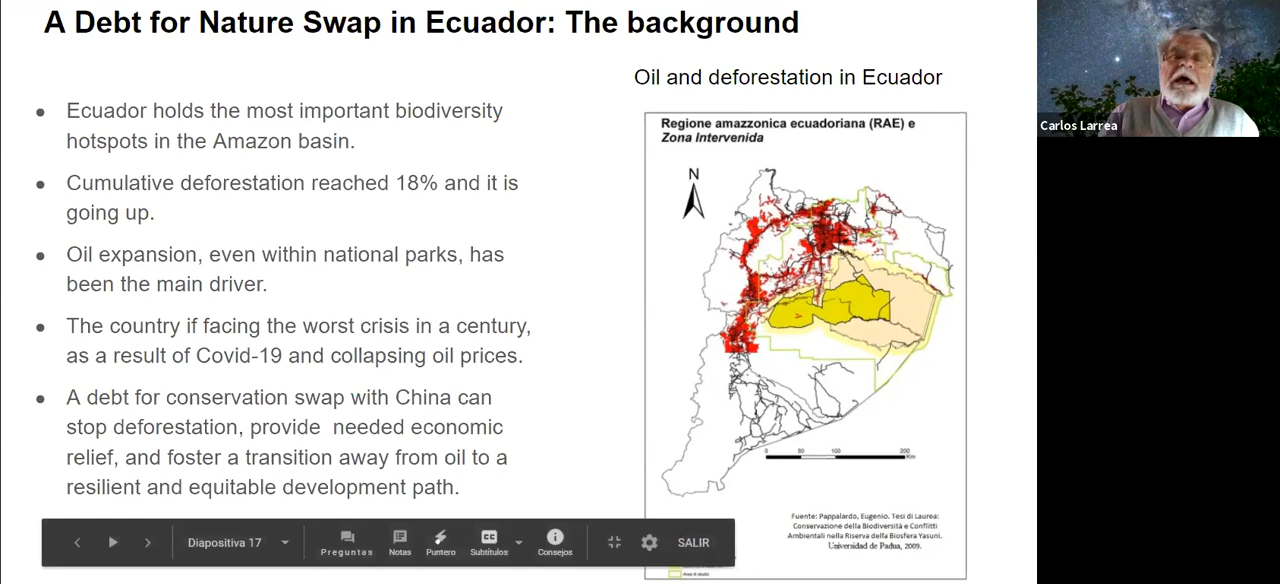 A Debt for Nature Swap in Ecuador: The background
● Ecuador holds the most important biodiversity
hotspots in the Amazon basin.
● Cumulative deforestation reached 18% and it is
going up.
● Oil expansion, even within national parks, has
been the main driver.
● The country if facing the worst crisis in a century,
as a result of Covid-19 and collapsing oil prices.
● A debt for conservation swap with China can
stop deforestation, provide needed economic
relief, and foster a transition away from oil to a
resilient and equitable development path.
Oil and deforestation in Ecuador
Regione amazzonica ecuadoriana (RAE) e
Zona Intervenida
N
0 50 100 200
Km
Fuente: Pappalardo, Eugenio. Tesi di Laurea:
Conservazione della Biodiversità e Conflitti
Ambientali nella Riserva della Biosfera Yasuni.
Universidad de Padua, 2009.
Diapositiva 17
Preguntas
Notas
Puntero
CC
Subtítulos
Consejos
SALIR
Carlos Larrea